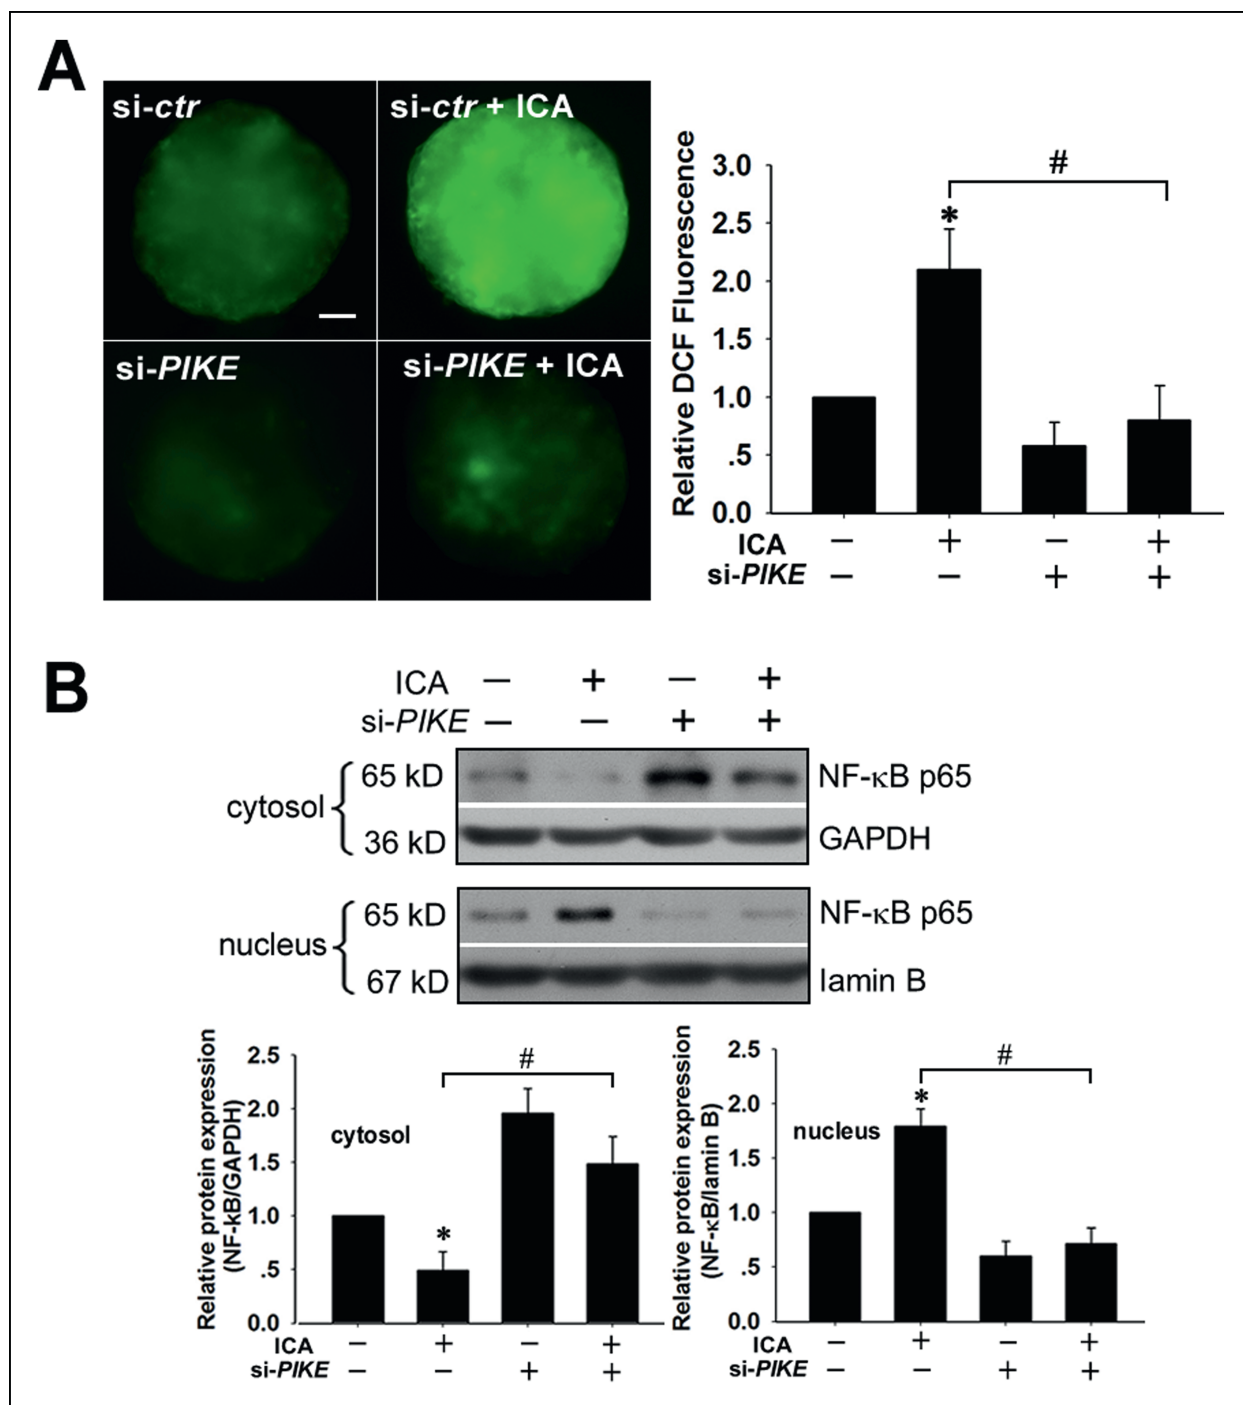 A
si-ctr
si-ctr + ICA
si-PIKE
si-PIKE + ICA
Relative DCF Fluorescence
3.0
2.5
2.0
1.5
1.0
.5
0.0
#
*
ICA − + − +
si-PIKE − − + +
B
ICA − + − +
si-PIKE − − + +
cytosol
65 kD
NF-κB p65
36 kD
GAPDH
nucleus
65 kD
NF-κB p65
67 kD
lamin B
Relative protein expression
(NF-kB/GAPDH)
2.5
2.0
1.5
1.0
.5
0.0
cytosol
#
*
ICA − + − +
si-PIKE − − + +
Relative protein expression
(NF-κB/lamin B)
2.5
2.0
1.5
1.0
.5
0.0
nucleus
#
*
ICA − + − +
si-PIKE − − + +